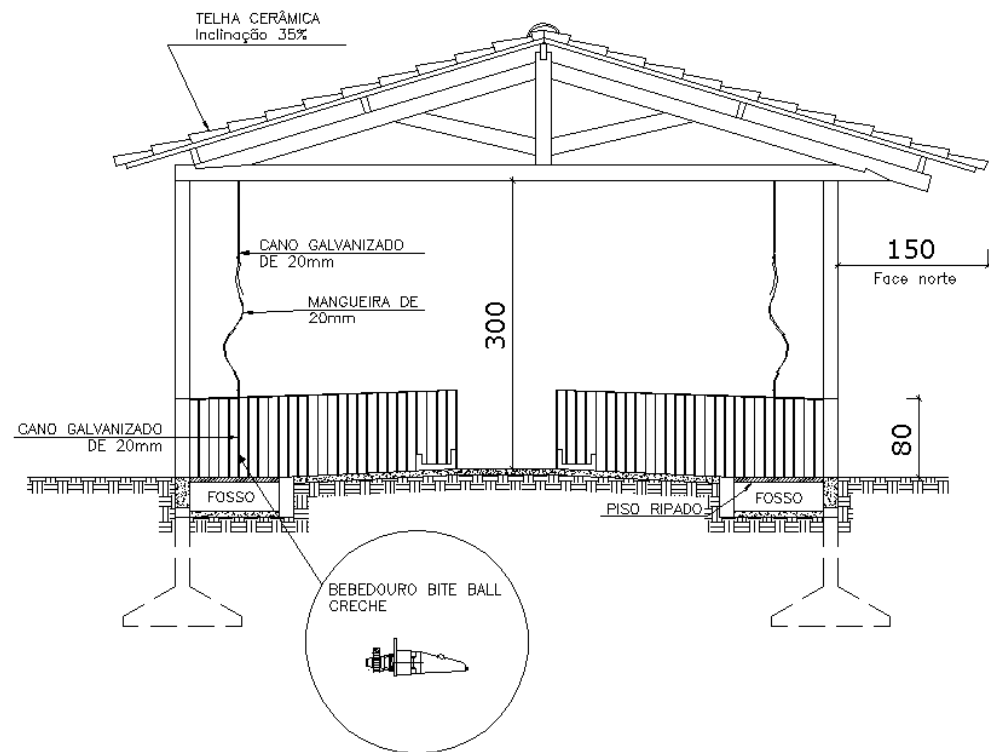 TELHA CERÂMICA
Inclinação 35%
CANO GALVANIZADO
DE 20mm
150
Face norte
MANGUEIRA DE
20mm
300
CANO GALVANIZADO
DE 20mm
80
FOSSO
FOSSO
PISO RIPADO
BEBEDOURO BITE BALL
CRECHE